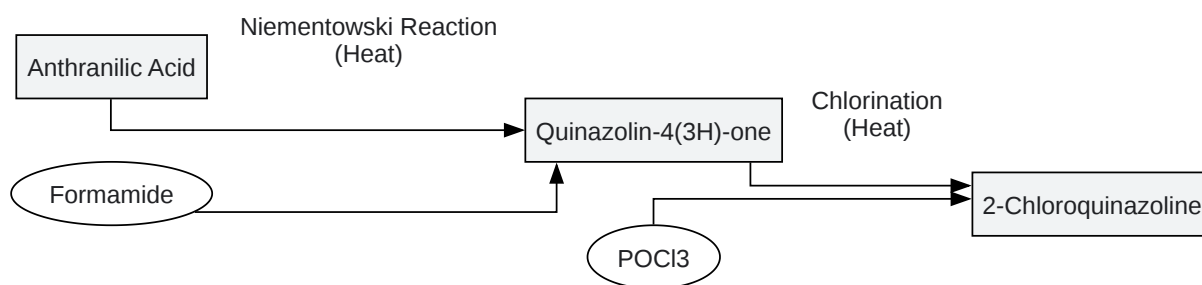 Niementowski Reaction
(Heat)
Anthranilic Acid
Chlorination
(Heat)
Quinazolin-4(3H)-one
Formamide
2-Chloroquinazoline
POCl3